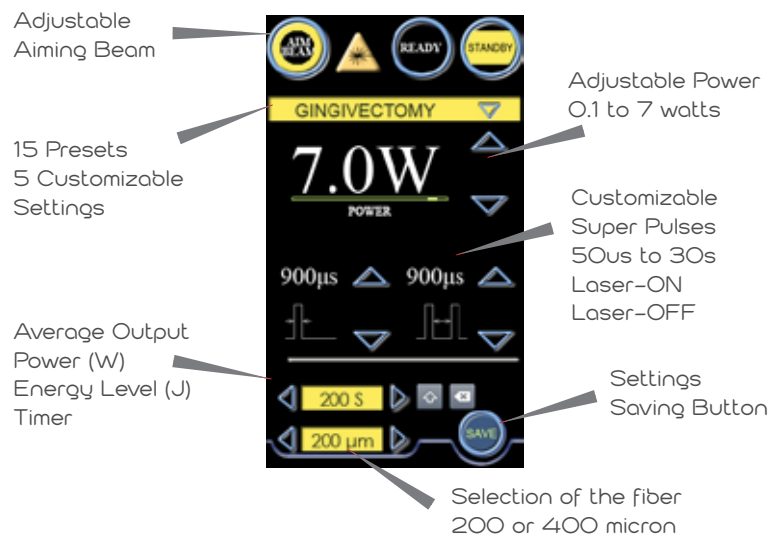 Adjustable
Aiming Beam
AIM
BEAM
READY
STANDBY
Adjustable Power
0.1 to 7 watts
GINGIVECTOMY
15 Presets
5 Customizable
Settings
7.0W
POWER
Customizable
Super Pulses
50us to 30s
Laser-ON
Laser-OFF
900μs
900μs
Average Output
Power (W)
Energy Level (J)
Timer
200 S
Settings
Saving Button
SAVE
200 μm
Selection of the fiber
200 or 400 micron